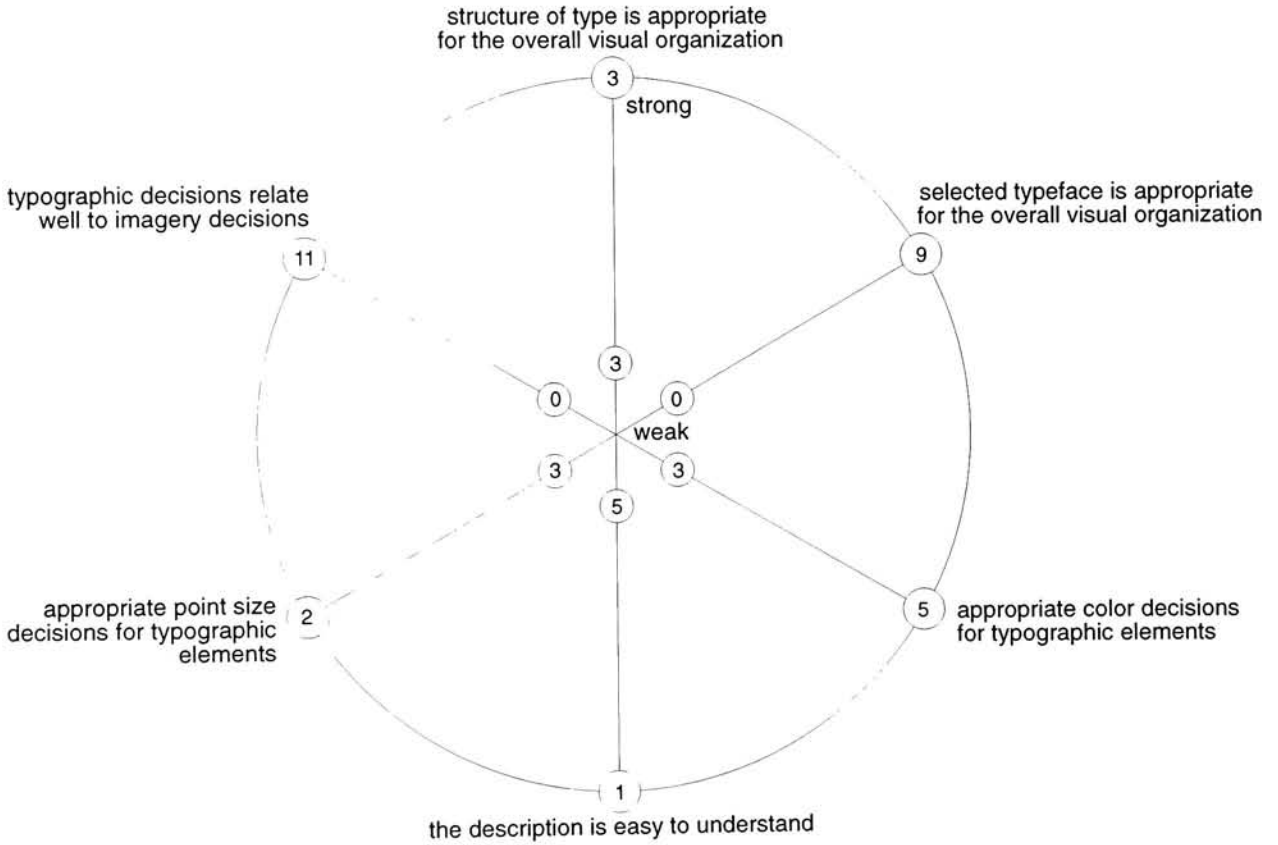 structure of type is appropriate
for the overall visual organization
3
strong
typographic decisions relate
well to imagery decisions
11
selected typeface is appropriate
for the overall visual organization
9
3
0
0
weak
3
3
5
appropriate point size
decisions for typographic
elements
2
5
appropriate color decisions
for typographic elements
1
the description is easy to understand